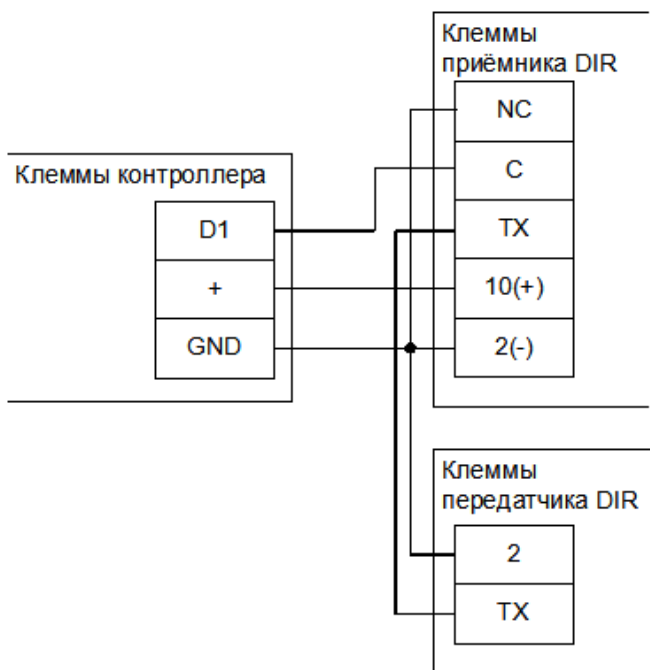 Клеммы
приёмника DIR
NC
C
TX
10(+)
2(-)
Клеммы контроллера
D1
+
GND
Клеммы
передатчика DIR
2
TX